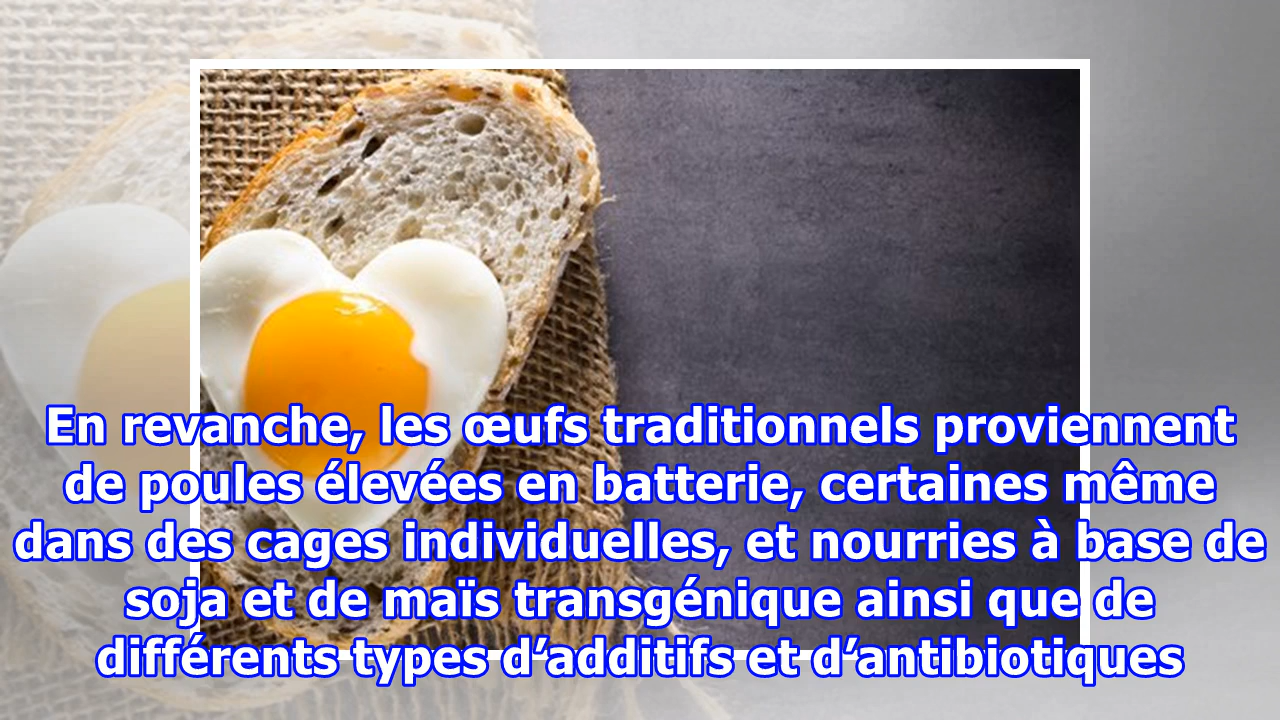 En revanche, les œufs traditionnels proviennent
de poules élevées en batterie, certaines même
dans des cages individuelles, et nourries à base de
soja et de maïs transgénique ainsi que de
différents types d’additifs et d’antibiotiques